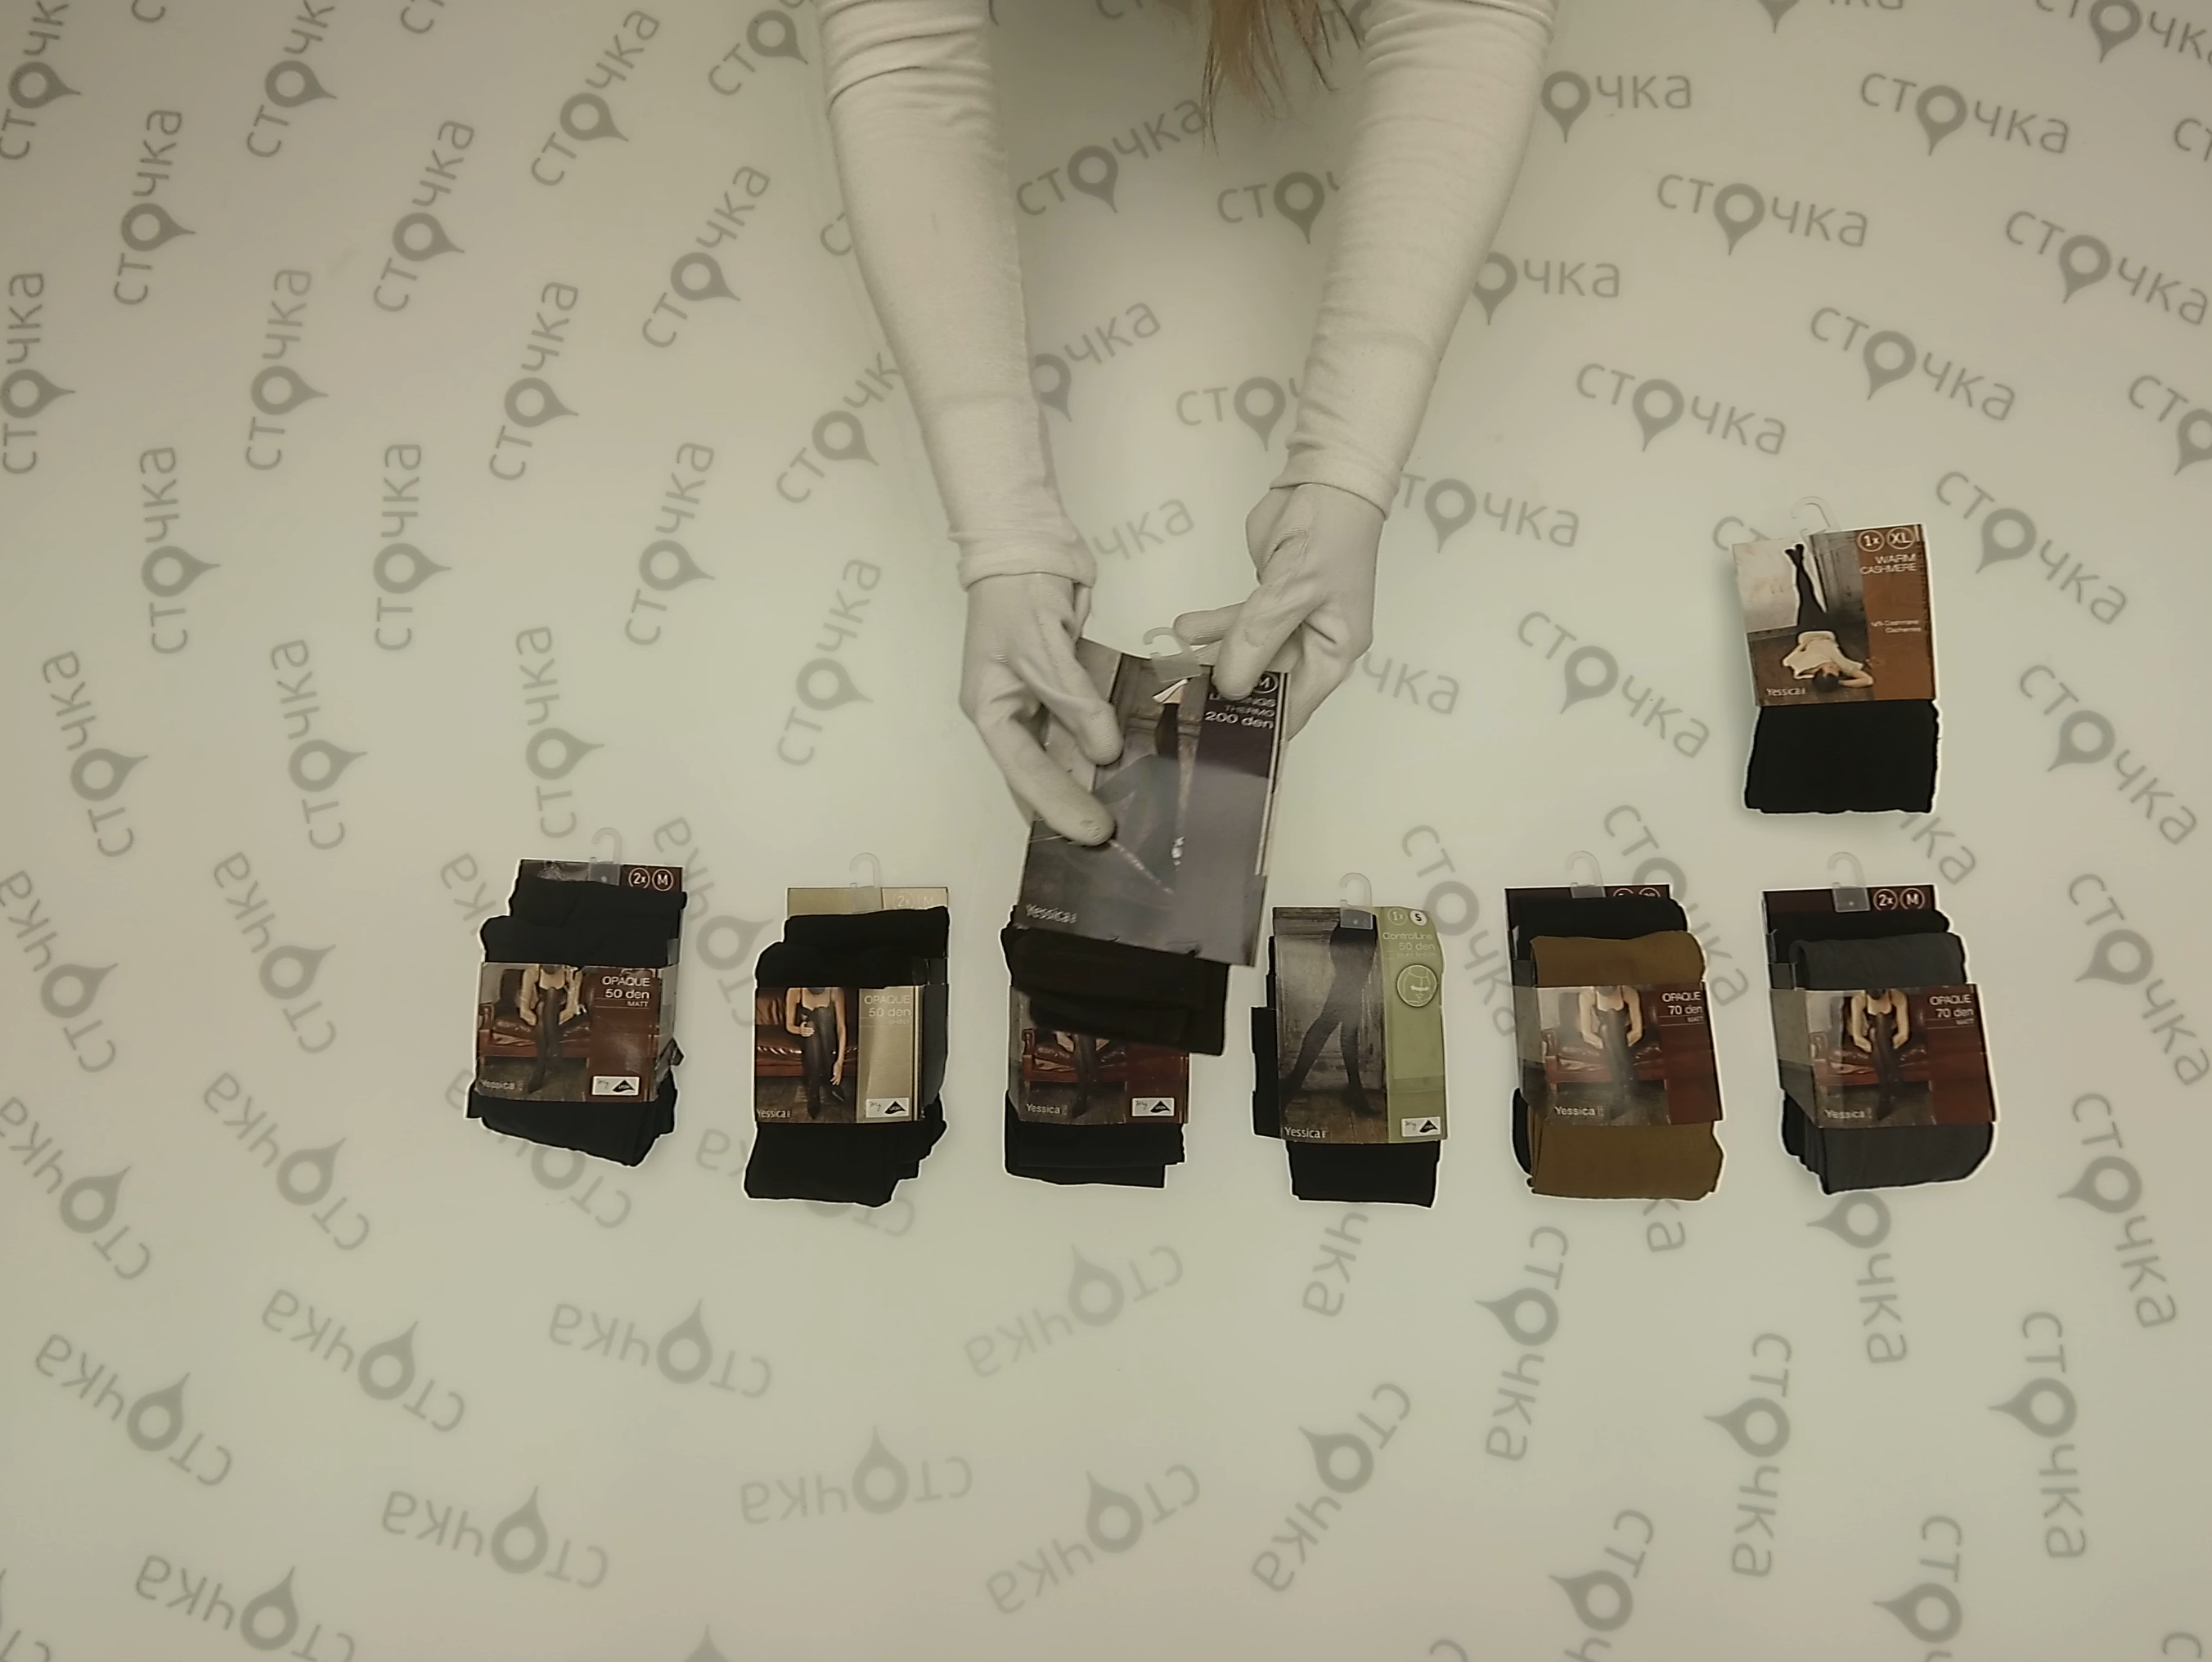 сточка
1x XL
WARM
CASHMERE
Yessica
M
THERMO
200 den
Yessica
2x M
OPAQUE
50 den
MATT
Yessica
2x M
OPAQUE
50 den
Yessica
Yessica
1x S
ControlLine
50 den
Yessica
OPAQUE
70 den
MATT
Yessica
2x M
OPAQUE
70 den
MATT
Yessica